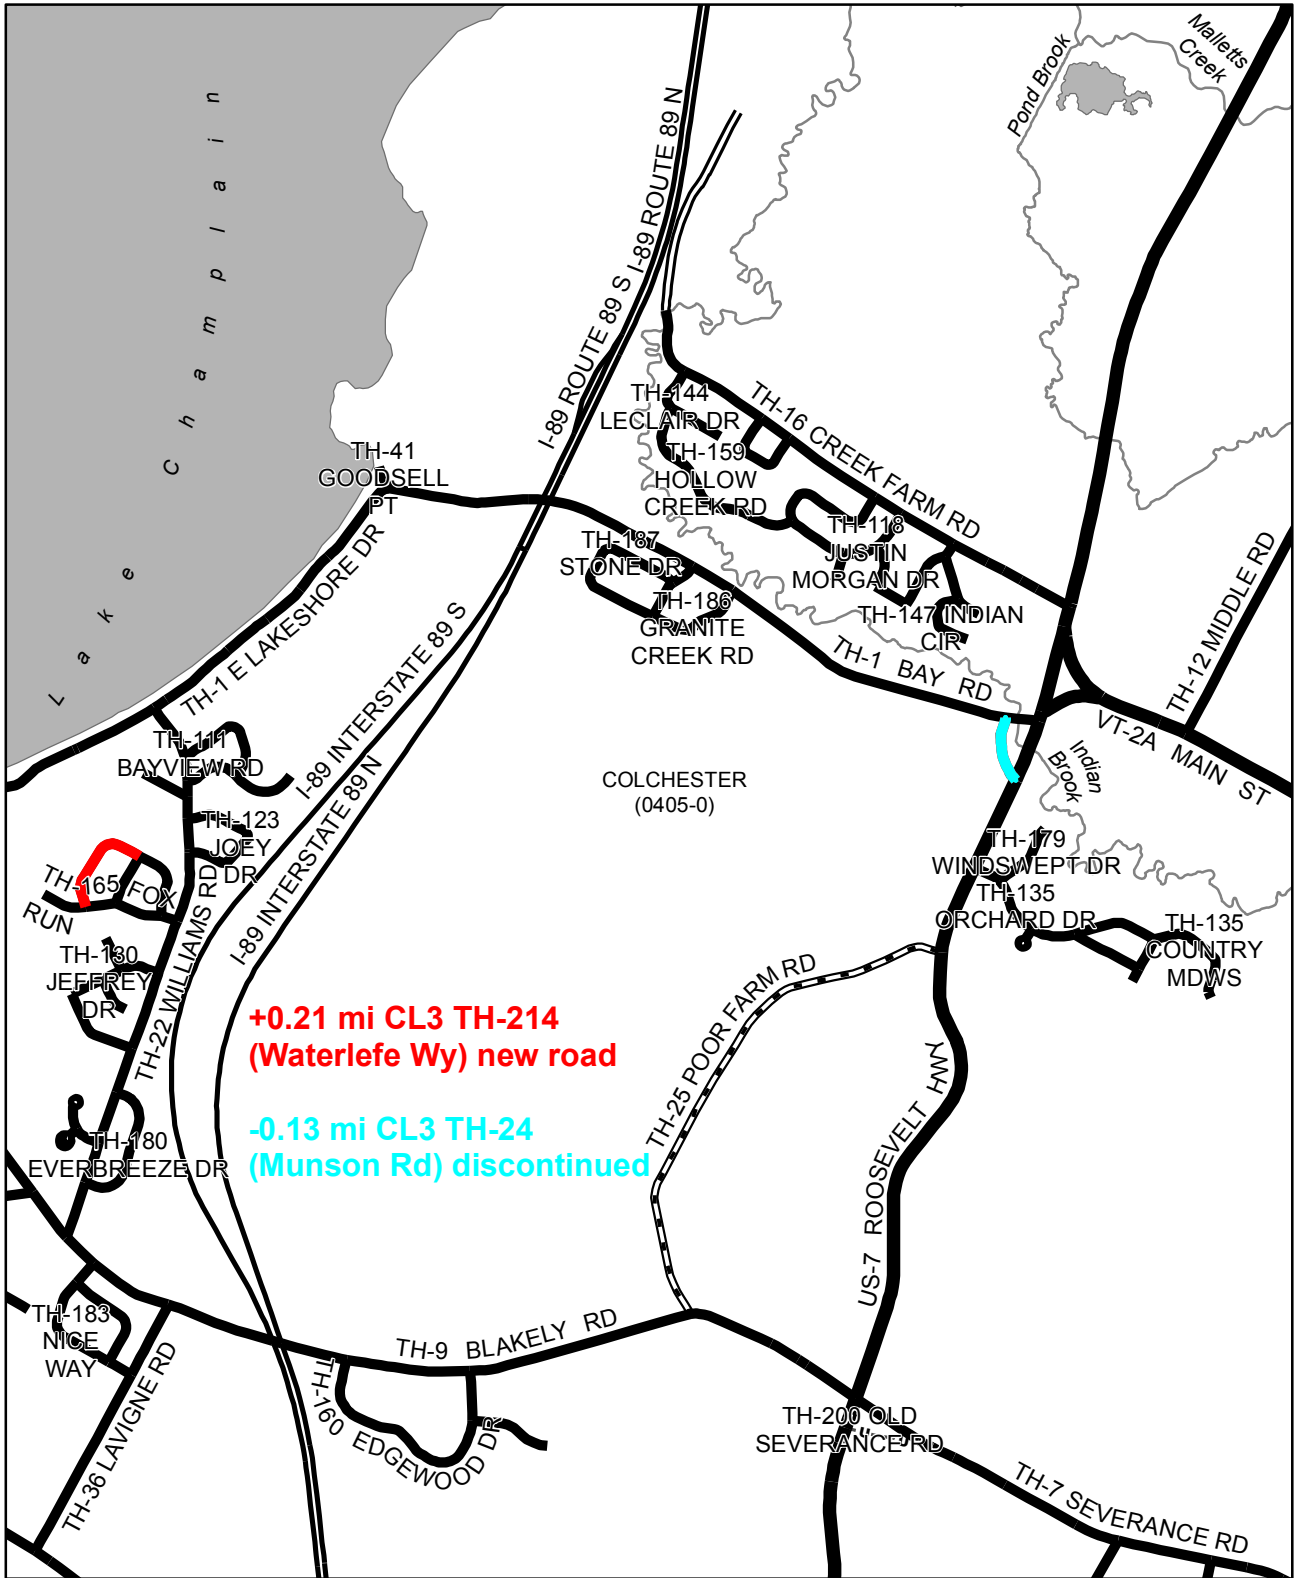 Malletts
Creek
Pond Brook
Lake Champlain
I-89 ROUTE 89 N
I-89 ROUTE 89 S
TH-144
LECLAIR DR
TH-16 CREEK FARM RD
TH-41
GOODSELL
PT
TH-159
HOLLOW
CREEK RD
TH-118
JUSTIN
MORGAN DR
TH-187
STONE DR
TH-186
GRANITE
CREEK RD
TH-147 INDIAN
CIR
TH-12 MIDDLE RD
TH-1 E LAKESHORE DR
TH-1 BAY RD
I-89 INTERSTATE 89 S
I-89 INTERSTATE 89 N
VT-2A MAIN ST
Indian
Brook
TH-111
BAYVIEW RD
COLCHESTER
(0405-0)
TH-123
JOEY
DR
TH-179
WINDSWEPT DR
TH-165 FOX
RUN
TH-135
ORCHARD DR
TH-135
COUNTRY
MDWS
TH-130
JEFFREY
DR
TH-22 WILLIAMS RD
TH-25 POOR FARM RD
+0.21 mi CL3 TH-214
(Waterlefe Wy) new road
-0.13 mi CL3 TH-24
(Munson Rd) discontinued
US-7 ROOSEVELT HWY
TH-180
EVERBREEZE DR
TH-183
NICE
WAY
TH-9 BLAKELY RD
TH-36 LAVIGNE RD
TH-160 EDGEWOOD DR
TH-200 OLD
SEVERANCE RD
TH-7 SEVERANCE RD